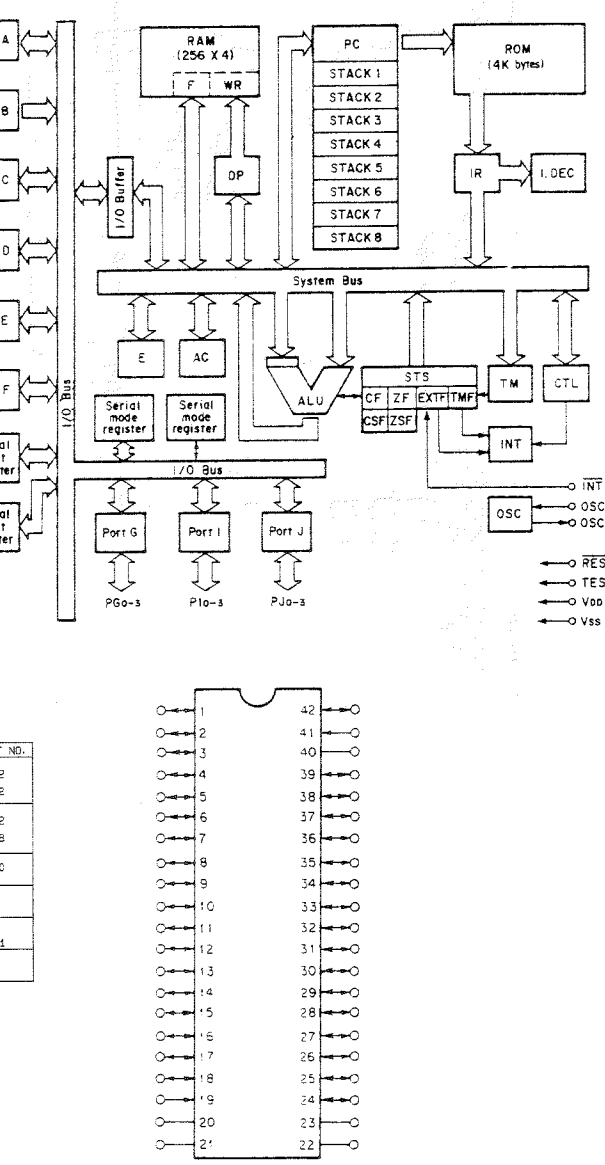 A
B
C
D
E
F
RAM
(256 X 4)
F WR
DP
I/O Buffer
PC
STACK 1
STACK 2
STACK 3
STACK 4
STACK 5
STACK 6
STACK 7
STACK 8
ROM
(4K bytes)
IR
I. DEC
System Bus
E
AC
ALU
STS
CF ZF EXTF TMF
CSF ZSF
TM
CTL
INT
INT
OSC
OSC
OSC
RES
TES
VDD
VSS
I/O Bus
Serial
mode
register
Serial
mode
register
I/O Bus
Port G
Port I
Port J
PG0-3
PI0-3
PJ0-3
NO.
1 42
2 41
3 40
4 39
5 38
6 37
7 36
8 35
9 34
10 33
11 32
12 31
13 30
14 29
15 28
16 27
17 26
18 25
19 24
20 23
21 22